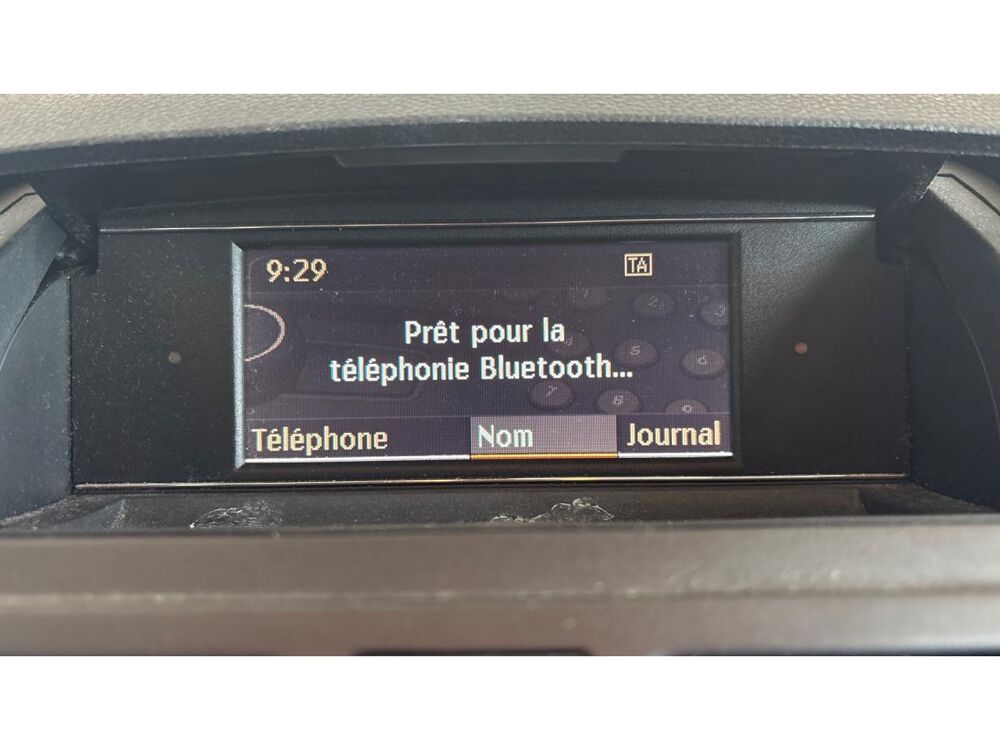 9:29 TA
Prêt pour la
téléphonie Bluetooth...
Téléphone Nom Journal